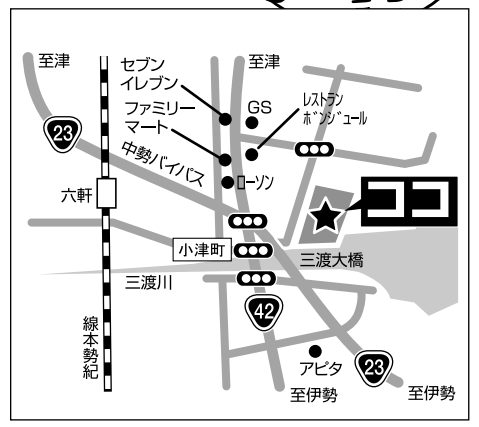 至津
セブン
イレブン
至津
ファミリー
マート
GS
レストラン
ボンジュール
23
中勢バイパス
六軒
ローソン
ココ
小津町
三渡大橋
三渡川
42
線本勢紀
アピタ
23
至伊勢
至伊勢